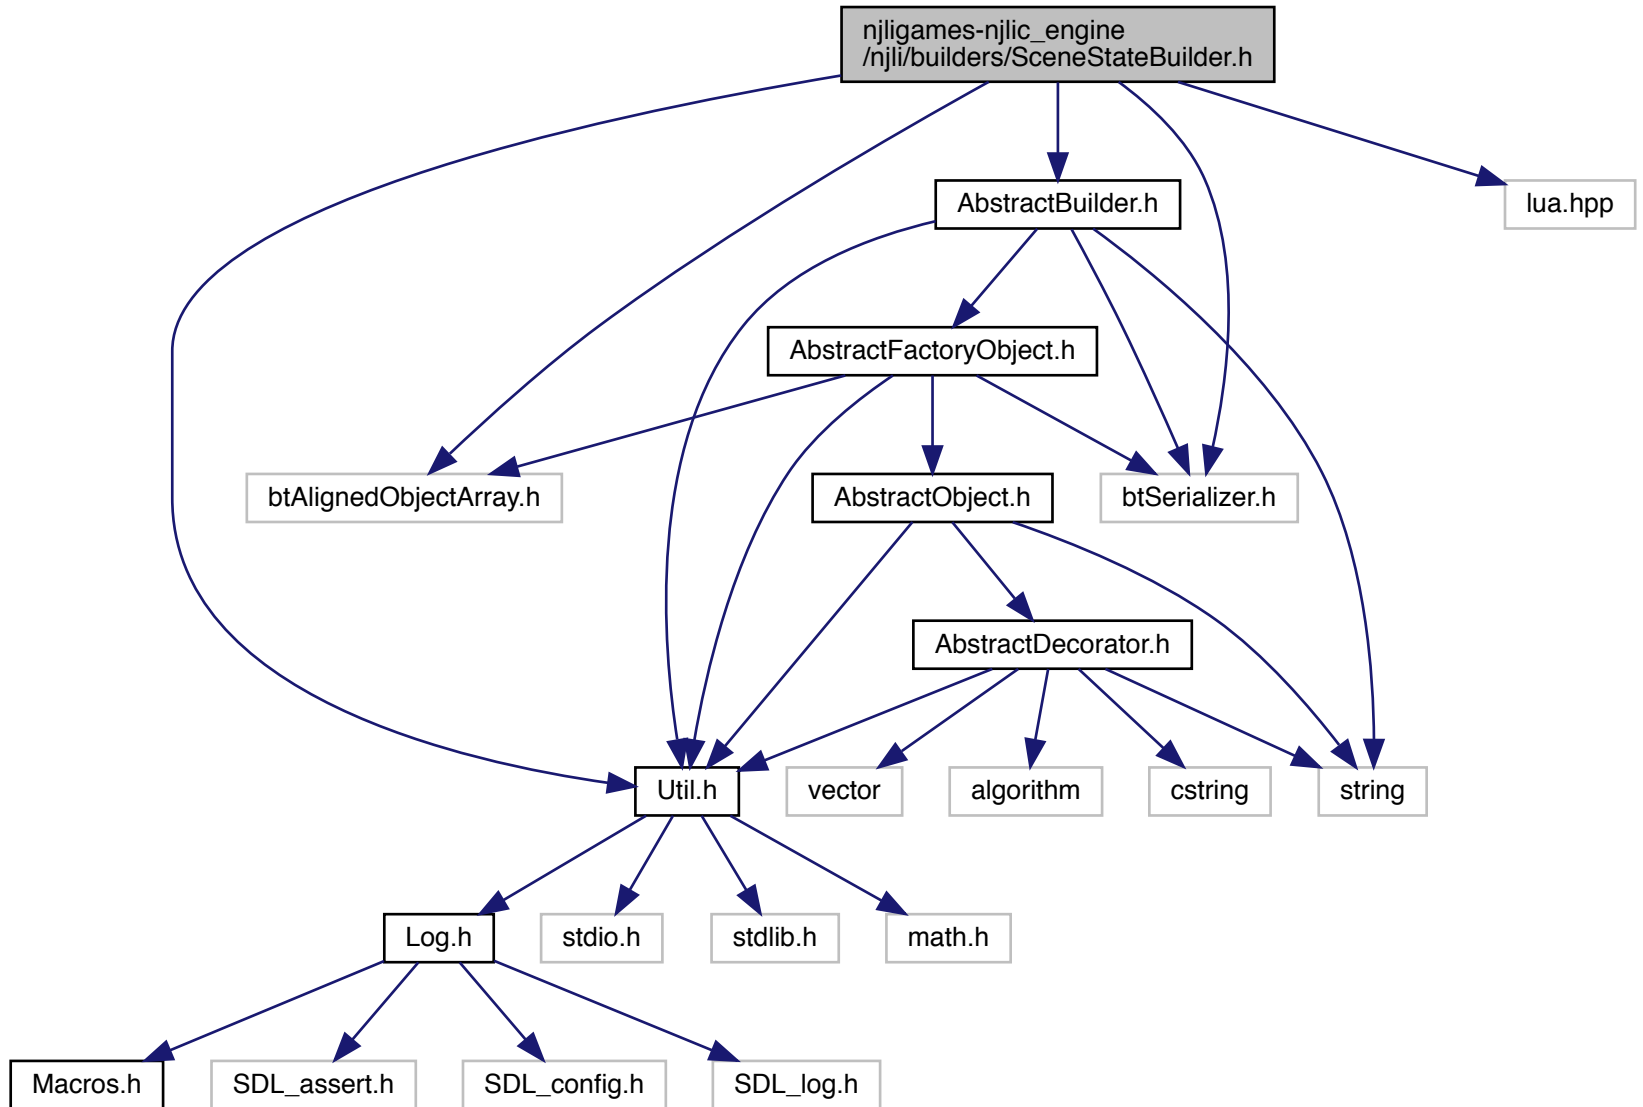 njligames-njlic_engine
/njli/builders/SceneStateBuilder.h
AbstractBuilder.h
lua.hpp
AbstractFactoryObject.h
btAlignedObjectArray.h
AbstractObject.h
btSerializer.h
AbstractDecorator.h
Util.h
vector
algorithm
cstring
string
Log.h
stdio.h
stdlib.h
math.h
Macros.h
SDL_assert.h
SDL_config.h
SDL_log.h